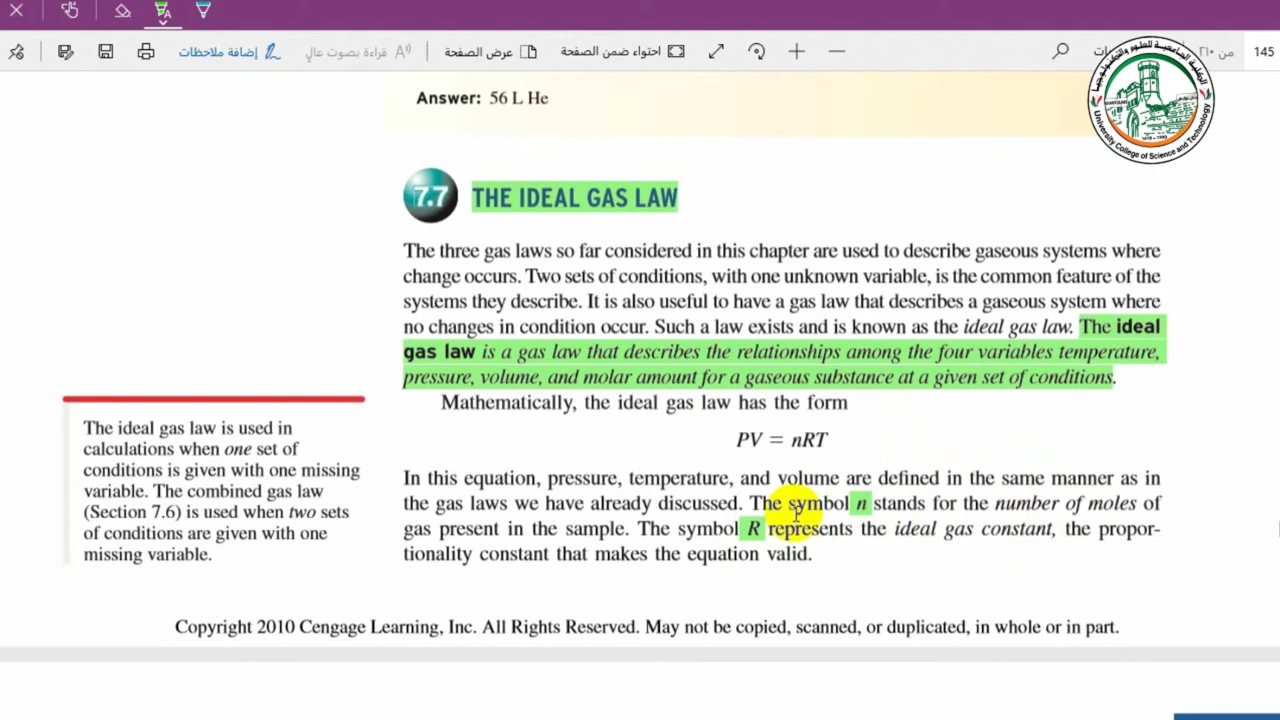 إضافة ملاحظات
قراءة بصوت عالٍ
عرض الصفحة
احتواء ضمن الصفحة
من ٢٦٠
145
الكلية الجامعية للعلوم والتكنولوجيا
University College of Science and Technology
Answer: 56 L He
7.7 THE IDEAL GAS LAW
The three gas laws so far considered in this chapter are used to describe gaseous systems where
change occurs. Two sets of conditions, with one unknown variable, is the common feature of the
systems they describe. It is also useful to have a gas law that describes a gaseous system where
no changes in condition occur. Such a law exists and is known as the ideal gas law. The ideal
gas law is a gas law that describes the relationships among the four variables temperature,
pressure, volume, and molar amount for a gaseous substance at a given set of conditions.
Mathematically, the ideal gas law has the form
PV = nRT
In this equation, pressure, temperature, and volume are defined in the same manner as in
the gas laws we have already discussed. The symbol n stands for the number of moles of
gas present in the sample. The symbol R represents the ideal gas constant, the propor-
tionality constant that makes the equation valid.
The ideal gas law is used in
calculations when one set of
conditions is given with one missing
variable. The combined gas law
(Section 7.6) is used when two sets
of conditions are given with one
missing variable.
Copyright 2010 Cengage Learning, Inc. All Rights Reserved. May not be copied, scanned, or duplicated, in whole or in part.